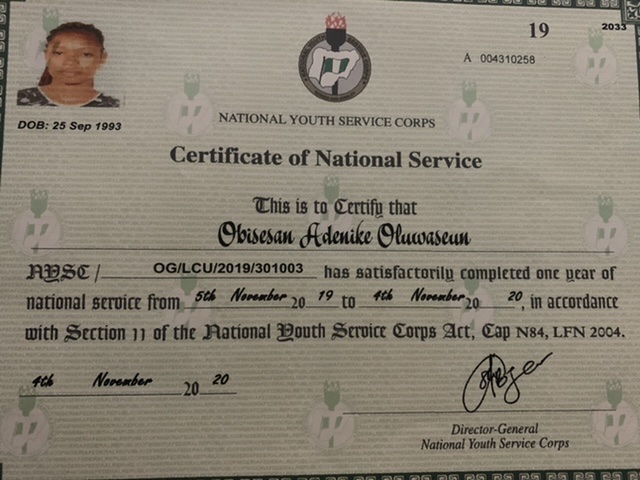 19
2033
A 004310258
DOB: 25 Sep 1993
NATIONAL YOUTH SERVICE CORPS
Certificate of National Service
This is to Certify that
Obisesan Adenike Oluwaseun
NYSC / OG/LCU/2019/301003 has satisfactorily completed one year of
national service from 5th November 20 19 to 4th November 20 20, in accordance
with Section 11 of the National Youth Service Corps Act, Cap N84, LFN 2004.
4th November 20 20
Director-General
National Youth Service Corps